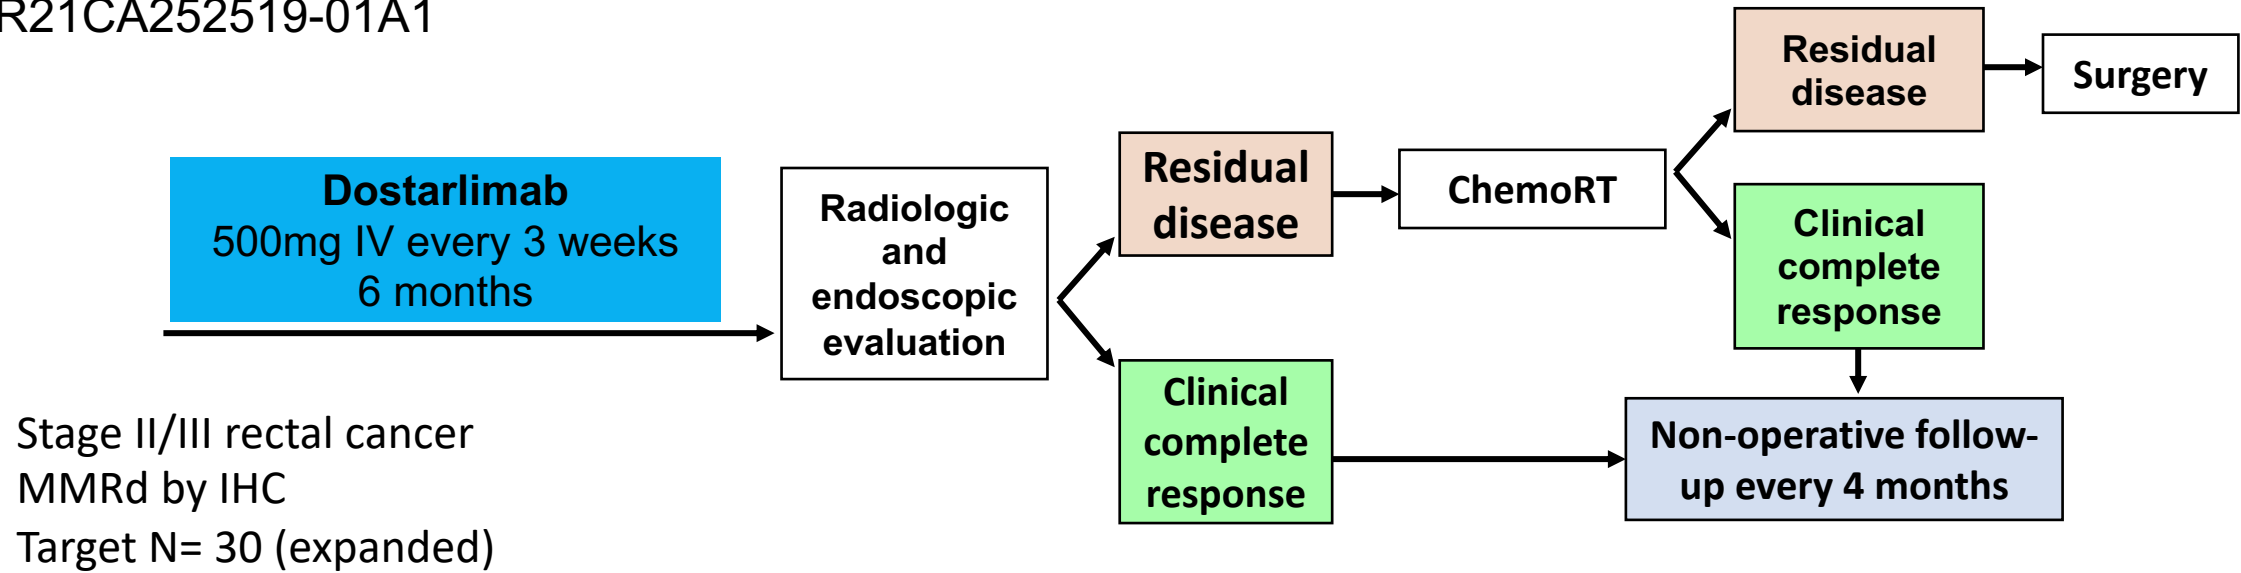 R21CA252519-01A1
Dostarlimab
500mg IV every 3 weeks
6 months
Radiologic
and
endoscopic
evaluation
Residual
disease
ChemoRT
Residual
disease
Surgery
Clinical
complete
response
Clinical
complete
response
Non-operative follow-
up every 4 months
Stage II/III rectal cancer
MMRd by IHC
Target N= 30 (expanded)